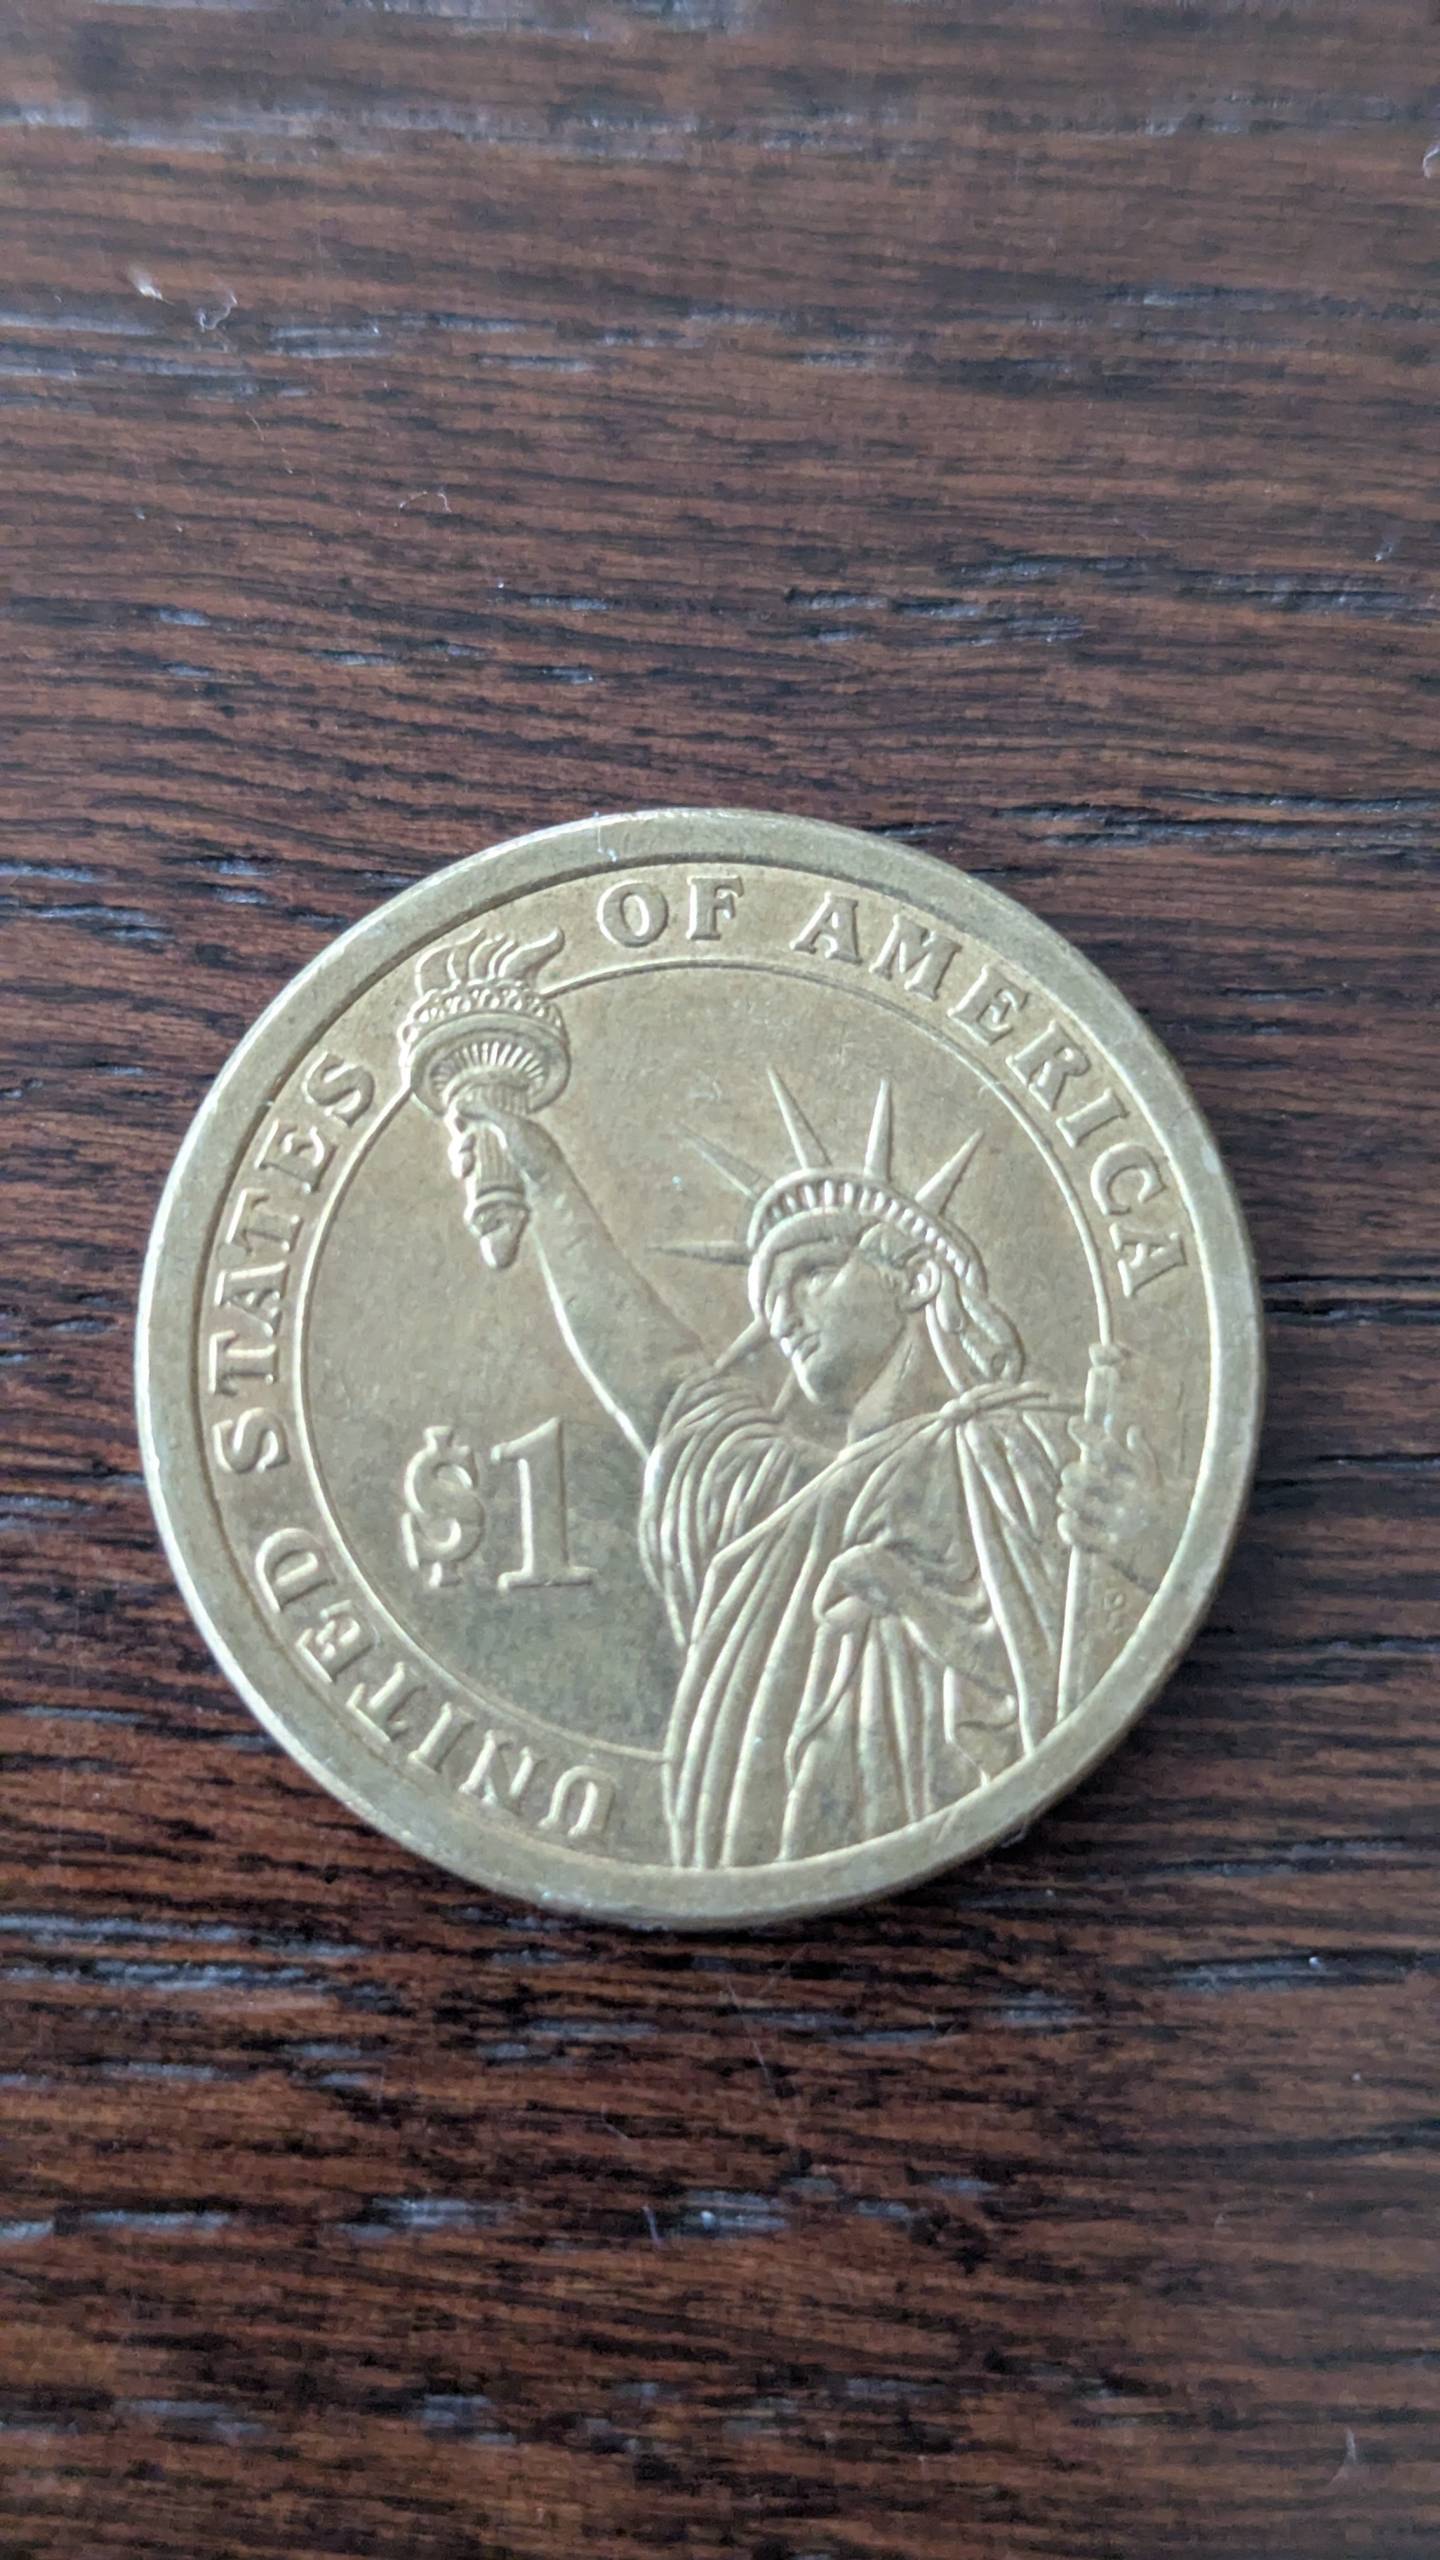 UNITED STATES OF AMERICA
$1